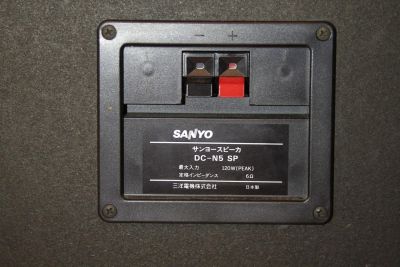 − +
SANYO
サンヨースピーカ
DC-N5 SP
最大入力 120W(PEAK)
定格インピーダンス 6Ω
三洋電機株式会社 日本製